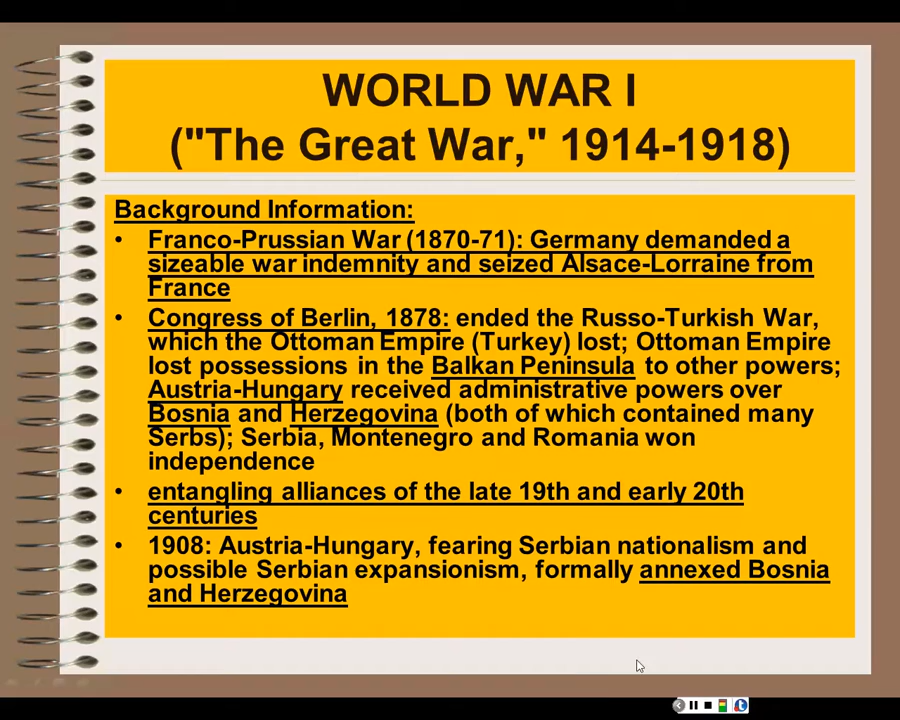 WORLD WAR I
("The Great War," 1914-1918)
Background Information:
• Franco-Prussian War (1870-71): Germany demanded a
sizeable war indemnity and seized Alsace-Lorraine from
France
• Congress of Berlin, 1878: ended the Russo-Turkish War,
which the Ottoman Empire (Turkey) lost; Ottoman Empire
lost possessions in the Balkan Peninsula to other powers;
Austria-Hungary received administrative powers over
Bosnia and Herzegovina (both of which contained many
Serbs); Serbia, Montenegro and Romania won
independence
• entangling alliances of the late 19th and early 20th
centuries
• 1908: Austria-Hungary, fearing Serbian nationalism and
possible Serbian expansionism, formally annexed Bosnia
and Herzegovina